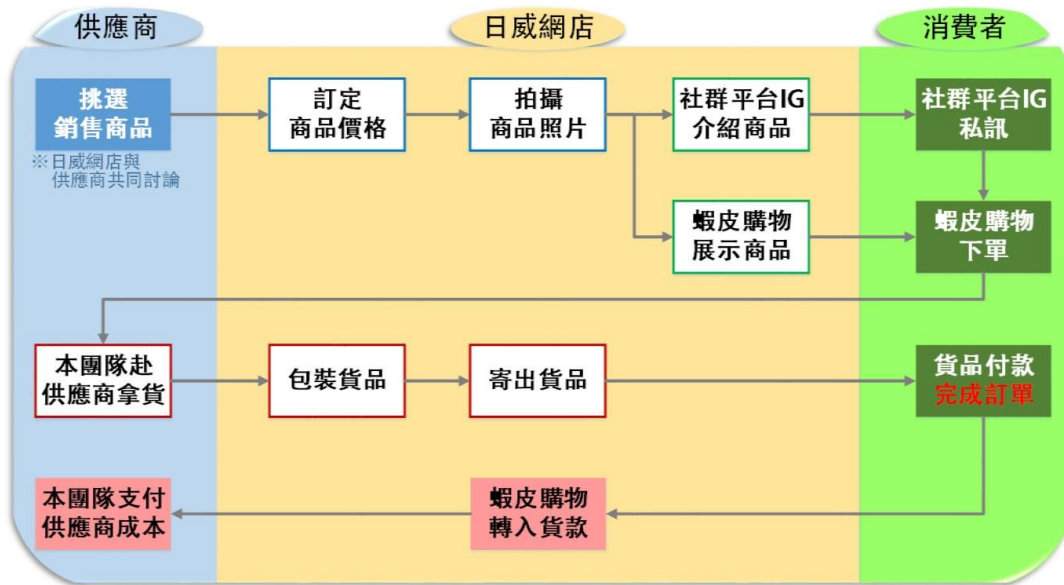 供應商
日威網店
消費者
挑選
銷售商品
※日威網店與
供應商共同討論
訂定
商品價格
拍攝
商品照片
社群平台IG
介紹商品
社群平台IG
私訊
蝦皮購物
展示商品
蝦皮購物
下單
本團隊赴
供應商拿貨
包裝貨品
寄出貨品
貨品付款
完成訂單
本團隊支付
供應商成本
蝦皮購物
轉入貨款